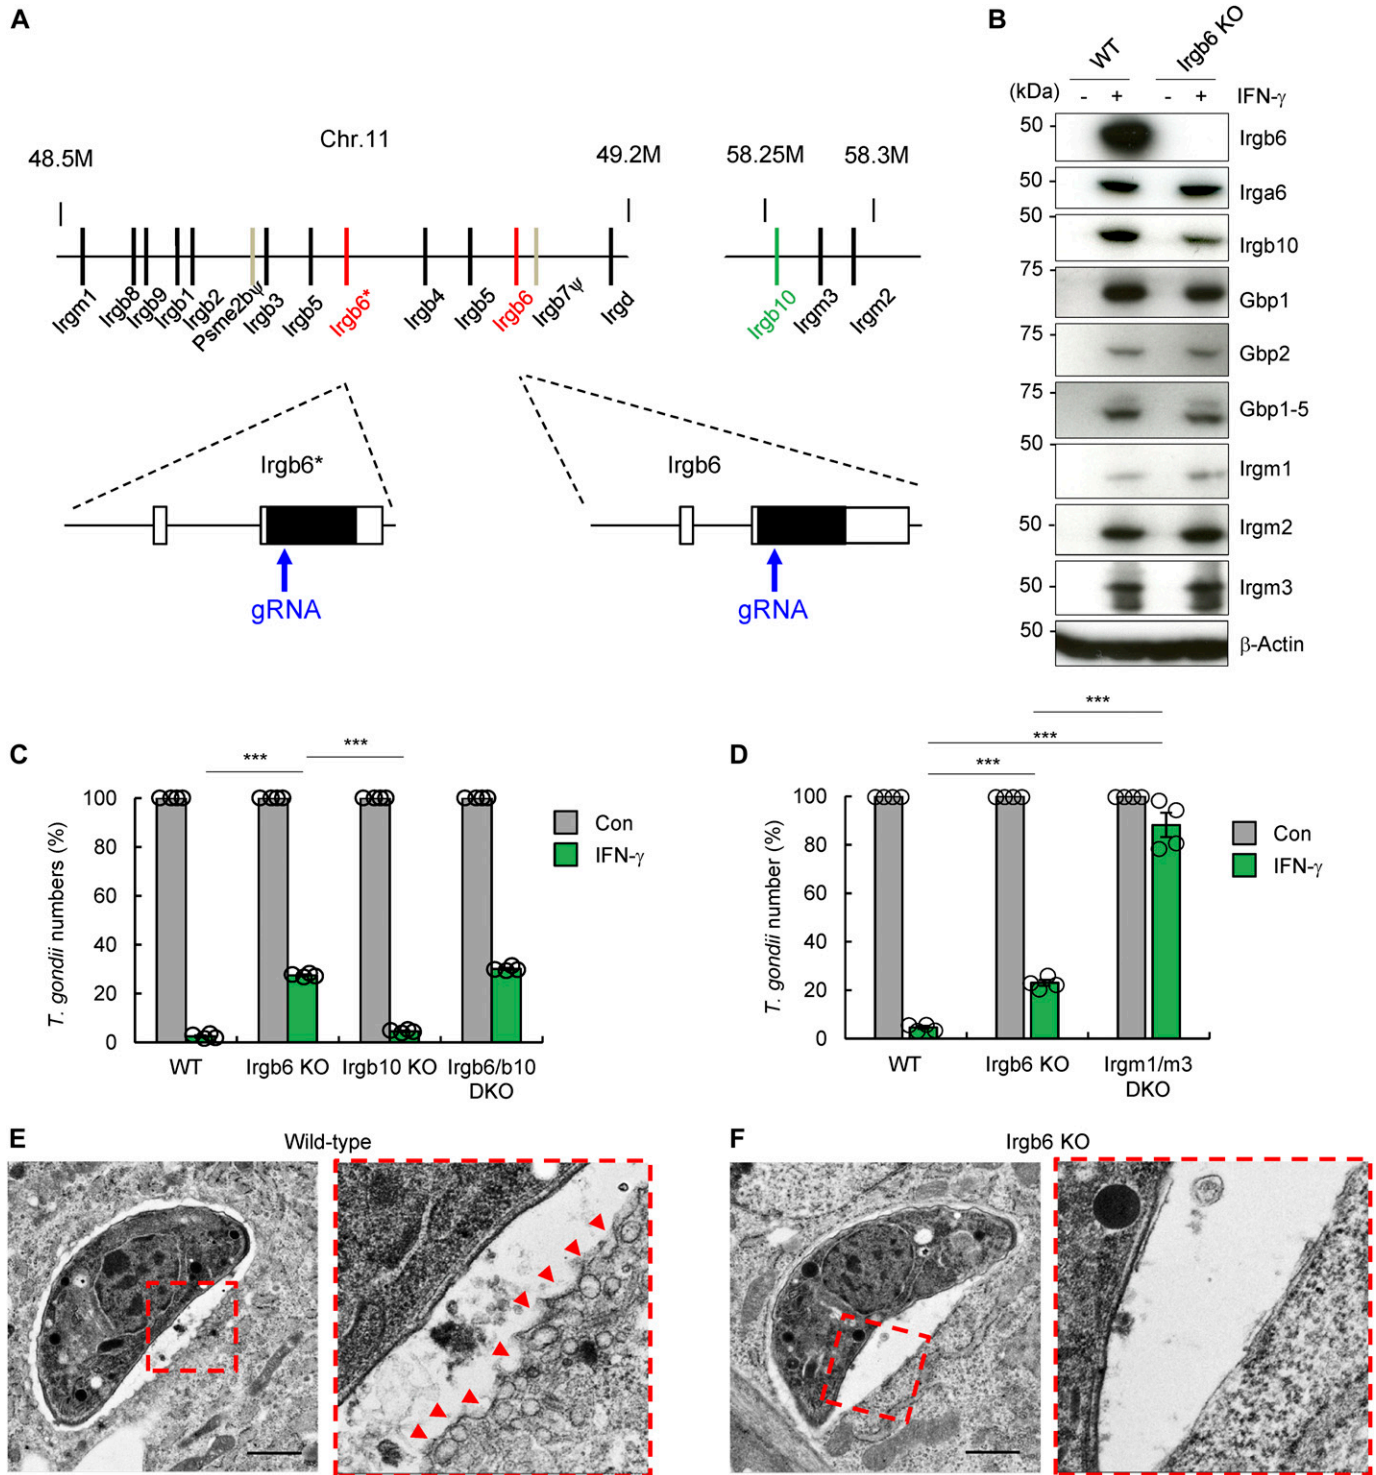 A
Chr.11
48.5M
49.2M
58.25M
58.3M
Irgm1
Irgb8
Irgb9
Irgb1
Irgb2
Psme2bψ
Irgb3
Irgb5
Irgb6*
Irgb4
Irgb5
Irgb6
Irgb7ψ
Irgd
Irgb10
Irgm3
Irgm2
Irgb6*
Irgb6
gRNA
gRNA
B
WT
Irgb6 KO
(kDa)
- + - + IFN-γ
50 Irgb6
50 Irga6
50 Irgb10
75 Gbp1
75 Gbp2
75 Gbp1-5
50 Irgm1
50 Irgm2
50 Irgm3
50 β-Actin
C
***
***
T. gondii numbers (%)
100
80
60
40
20
0
WT
Irgb6 KO
Irgb10 KO
Irgb6/b10
DKO
Con
IFN-γ
D
***
***
***
T. gondii number (%)
100
80
60
40
20
0
WT
Irgb6 KO
Irgm1/m3
DKO
Con
IFN-γ
E
Wild-type
F
Irgb6 KO